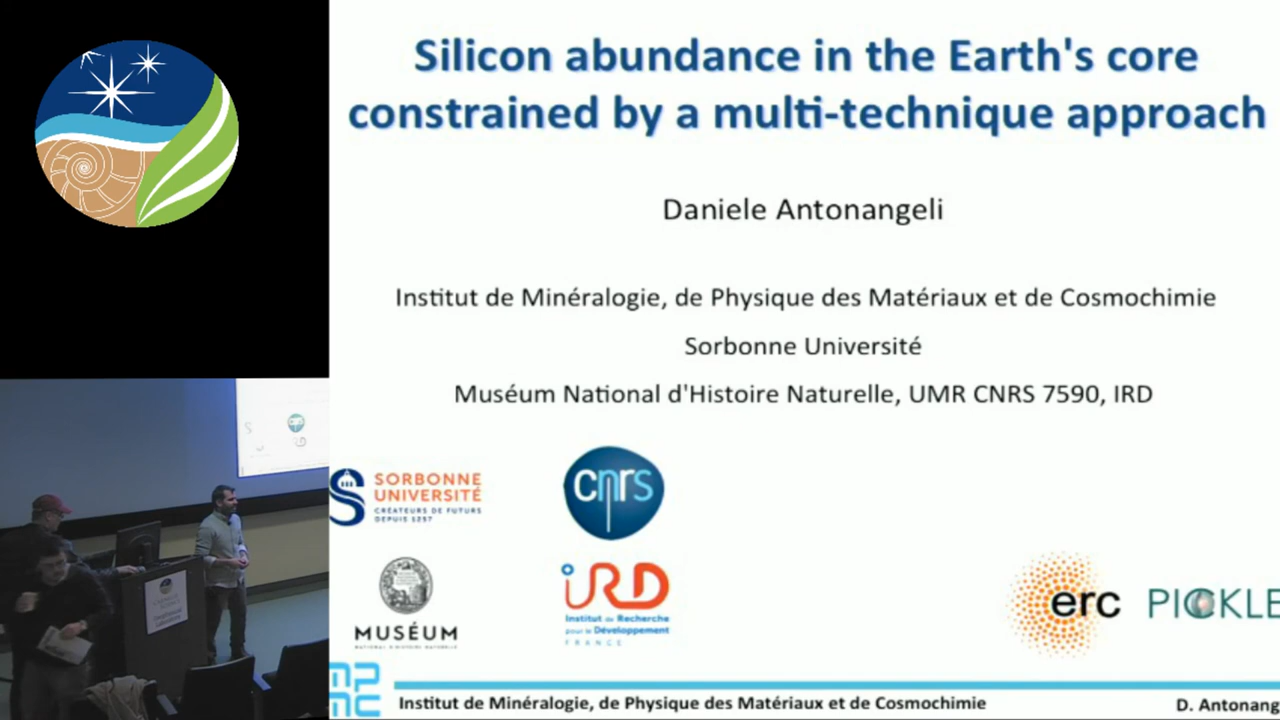 Silicon abundance in the Earth's core
constrained by a multi-technique approach
Daniele Antonangeli
Institut de Minéralogie, de Physique des Matériaux et de Cosmochimie
Sorbonne Université
Muséum National d'Histoire Naturelle, UMR CNRS 7590, IRD
SORBONNE
UNIVERSITÉ
CRÉATEURS DE FUTURS
DEPUIS 1257
cnrs
MUSÉUM
NATIONAL D'HISTOIRE NATURELLE
iRD
Institut de Recherche
pour le Développement
FRANCE
erc
PICKLE
Institut de Minéralogie, de Physique des Matériaux et de Cosmochimie
D. Antonang